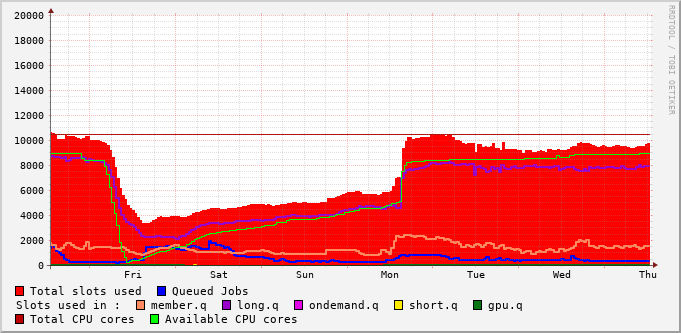 20000
18000
16000
14000
12000
10000
8000
6000
4000
2000
0
Fri Sat Sun Mon Tue Wed Thu
RRDTOOL / TOBI OETIKER
Total slots used Queued Jobs
Slots used in : member.q long.q ondemand.q short.q gpu.q
Total CPU cores Available CPU cores